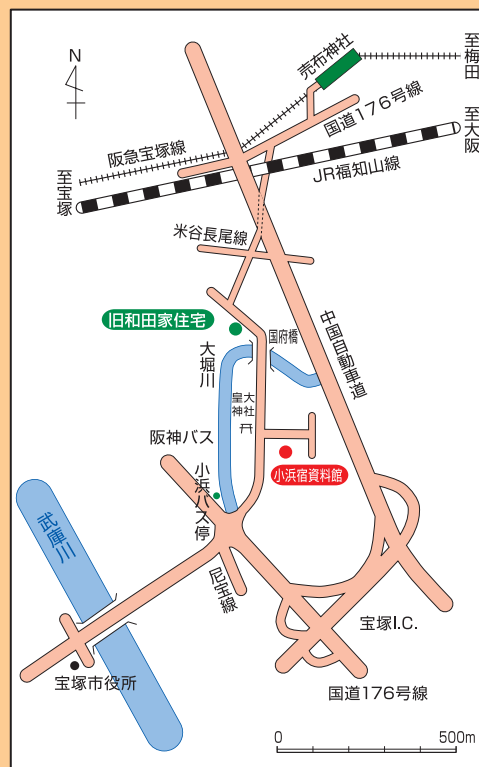 N
売布神社
至梅田
国道176号線
至大阪
阪急宝塚線
至宝塚
JR福知山線
米谷長尾線
旧和田家住宅
国府橋
中国自動車道
大堀川
皇大神社
阪神バス
小浜バス停
小浜宿資料館
武庫川
尼宝線
宝塚I.C.
宝塚市役所
国道176号線
0 500m